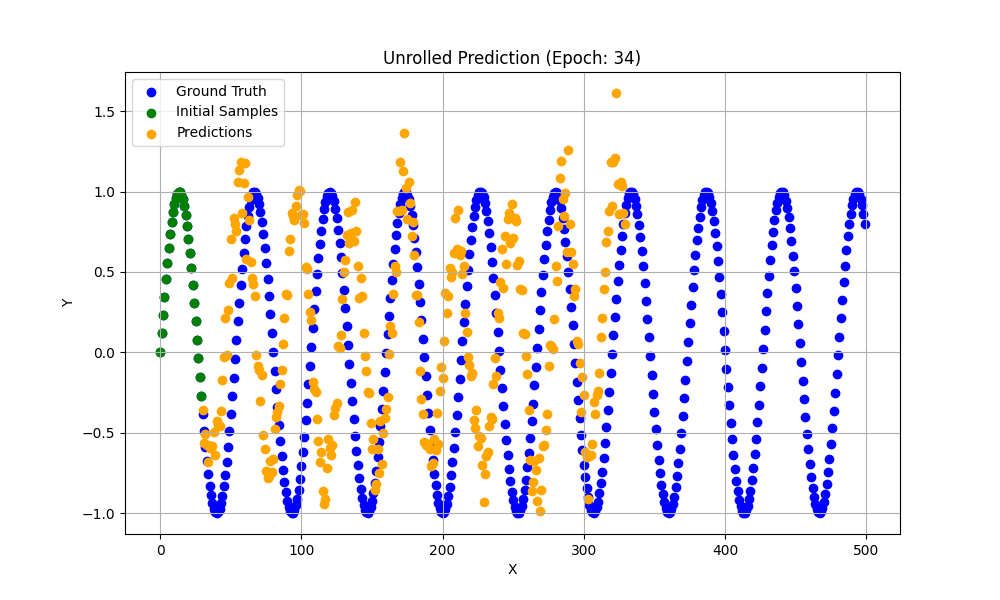 Unrolled Prediction (Epoch: 34)
Ground Truth
Initial Samples
Predictions
1.5
1.0
0.5
0.0
−0.5
−1.0
Y
0 100 200 300 400 500
X